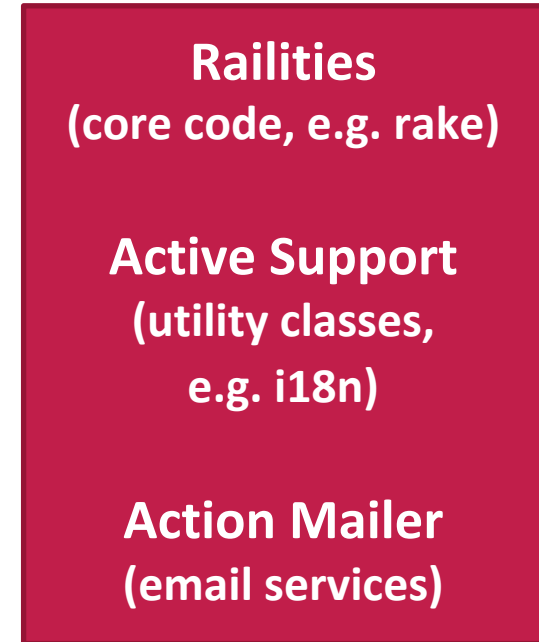 Railities
(core code, e.g. rake)
Active Support
(utility classes,
e.g. i18n)
Action Mailer
(email services)